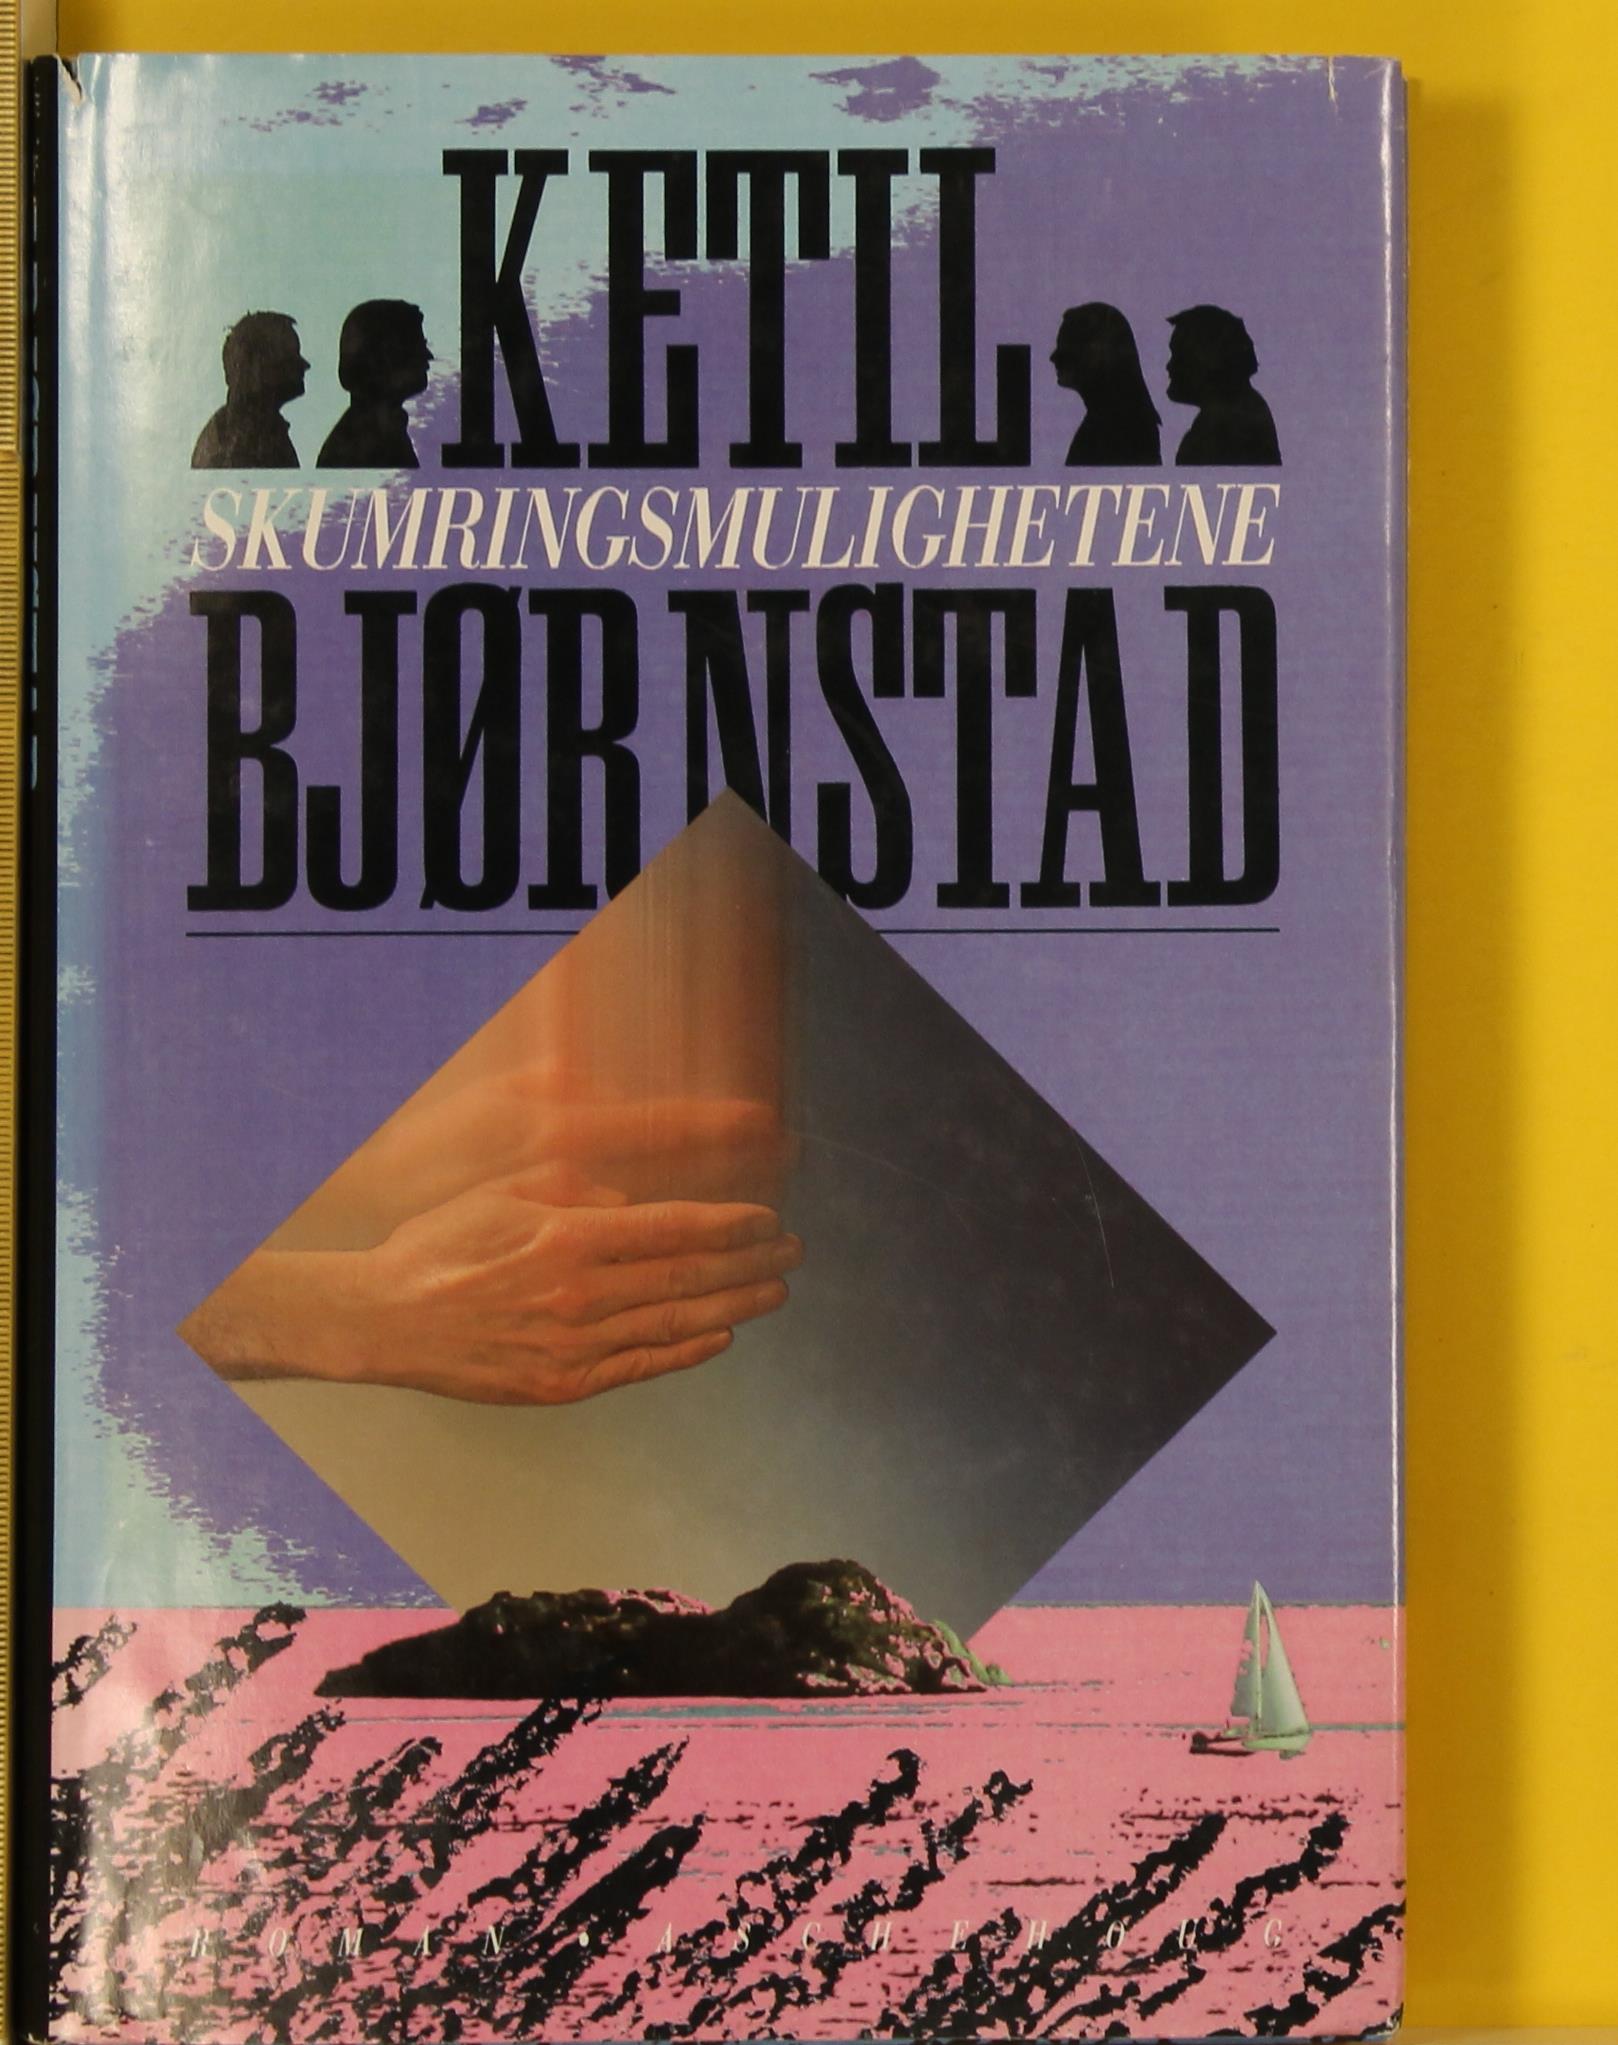 KETIL
SKUMRINGSMULIGHETENE
BJØRNSTAD
ROMAN • ASCHEHOUG